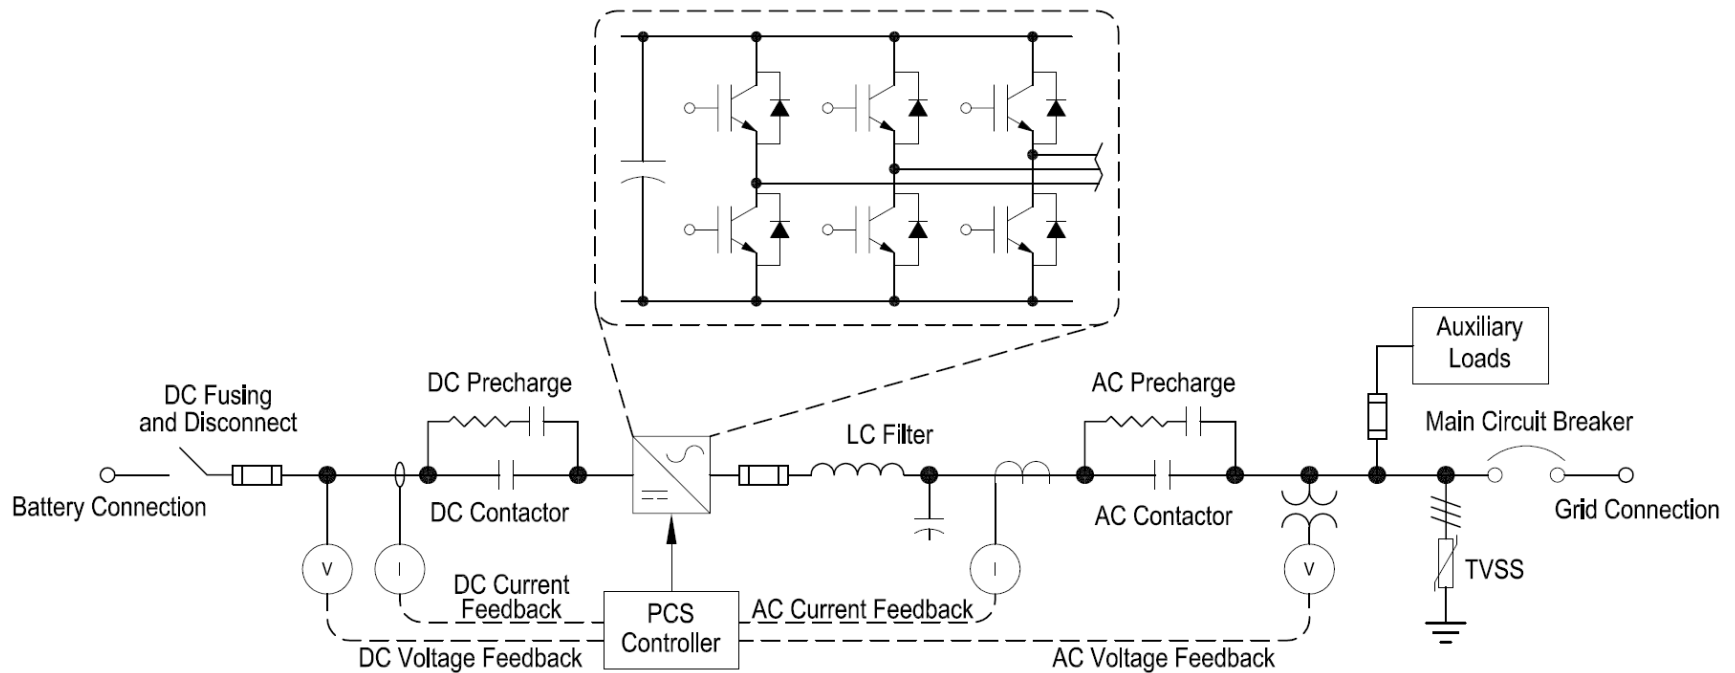 Auxiliary
Loads
DC Fusing
and Disconnect
DC Precharge
AC Precharge
Main Circuit Breaker
LC Filter
Battery Connection
DC Contactor
AC Contactor
Grid Connection
V
I
I
V
TVSS
DC Current
Feedback
PCS
Controller
AC Current Feedback
DC Voltage Feedback
AC Voltage Feedback